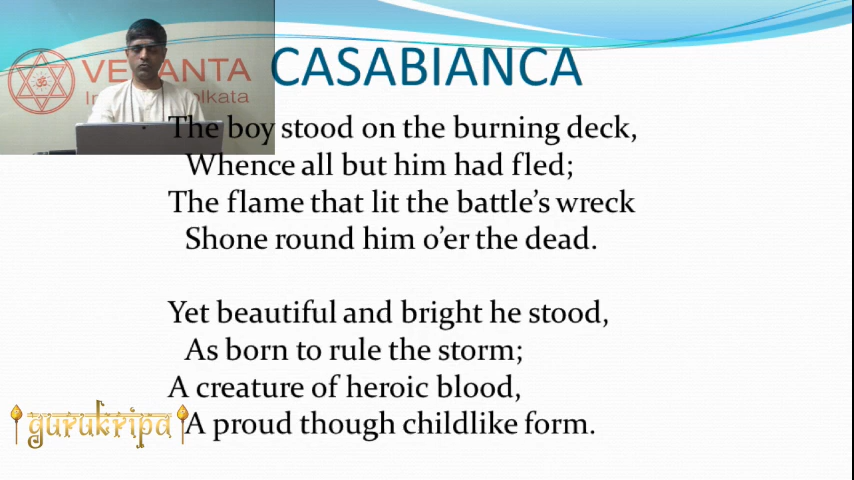 CASABIANCA
The boy stood on the burning deck,
Whence all but him had fled;
The flame that lit the battle's wreck
Shone round him o'er the dead.
Yet beautiful and bright he stood,
As born to rule the storm;
A creature of heroic blood,
A proud though childlike form.
gurukripa